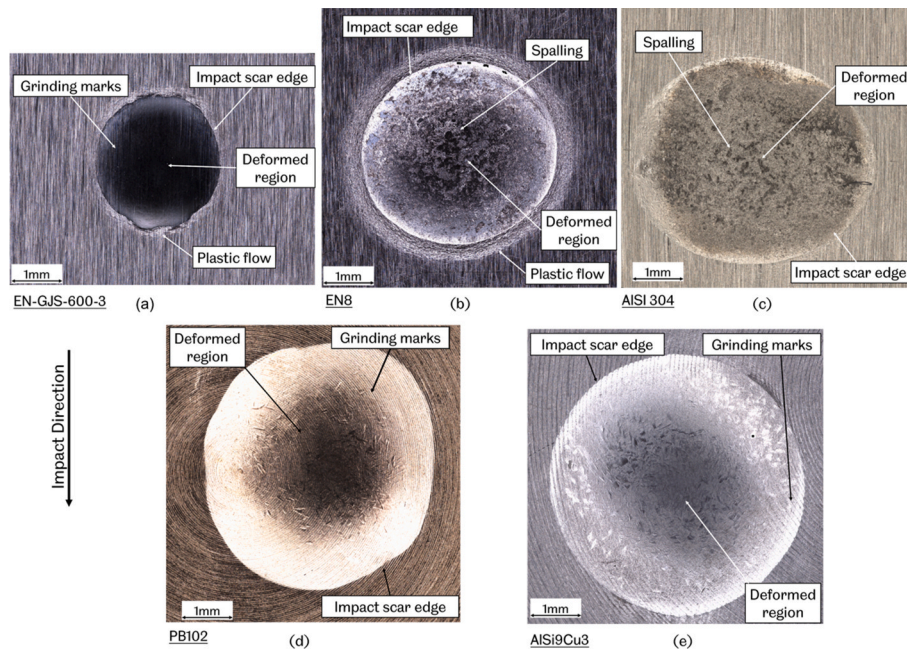 Grinding marks
Impact scar edge
Deformed
region
Plastic flow
1mm
EN-GJS-600-3
(a)
Impact scar edge
Spalling
Deformed
region
Plastic flow
1mm
EN8
(b)
Spalling
Deformed
region
Impact scar edge
1mm
AISI 304
(c)
Impact Direction
Deformed
region
Grinding marks
Impact scar edge
1mm
PB102
(d)
Impact scar edge
Grinding marks
Deformed
region
1mm
AlSi9Cu3
(e)